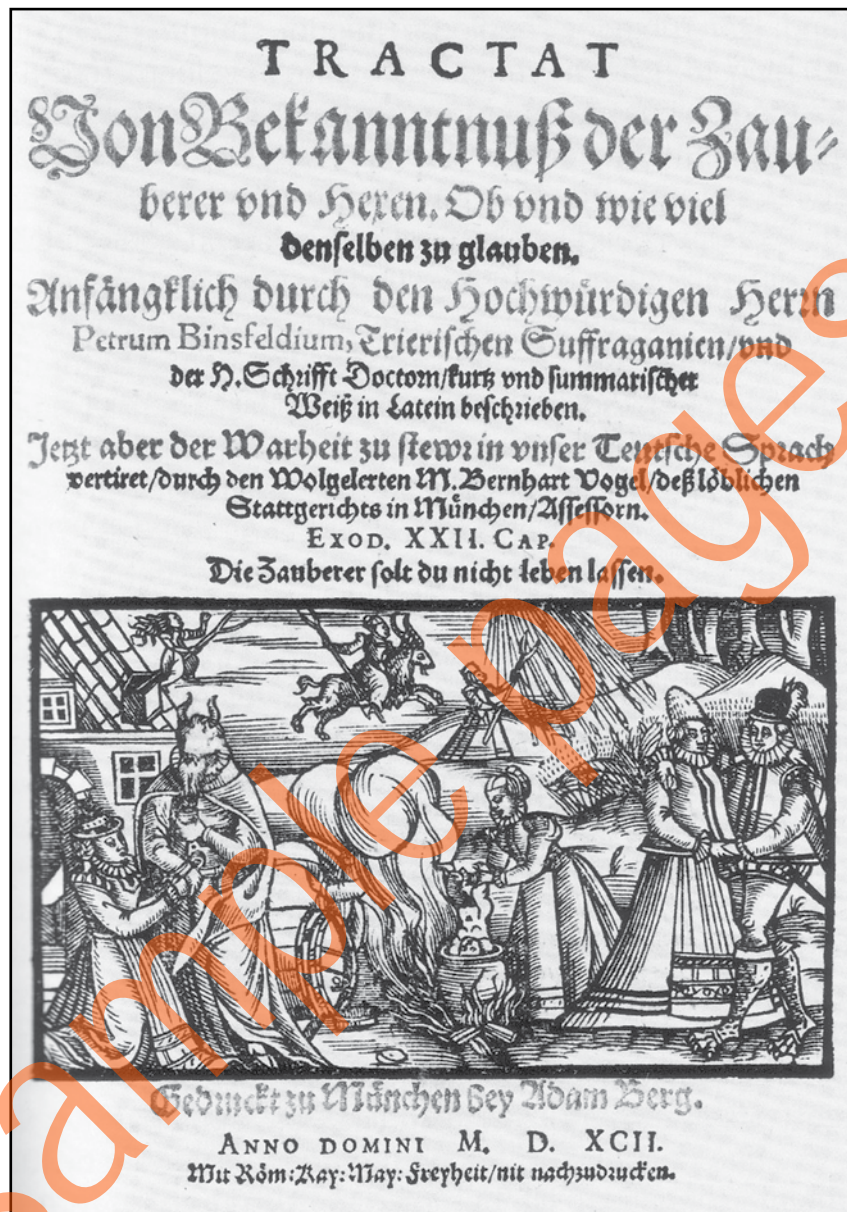 TRACTAT
Von Bekanntnuß der Zau⸗
berer vnd Hexen. Ob vnd wie viel
denselben zu glauben.
Anfängklich durch den Hochwürdigen Herrn
Petrum Binsfeldium, Trierischen Suffraganien/vnd
der H. Schrifft Doctorn/kurtz vnd summarischer
Weiß in Latein beschrieben.
Jetzt aber der Warheit zu stewr in vnser Teutsche Sprach
vertiret/durch den Wolgelerten M. Bernhart Vogel/deß löblichen
Stattgerichts in München/Assessorn.
EXOD. XXII. CAP.
Die Zauberer solt du nicht leben lassen.
Gedruckt zu München bey Adam Berg.
ANNO DOMINI M. D. XCII.
Mit Röm: Kay: May: Freyheit/nit nachzudrucken.
Sample pages